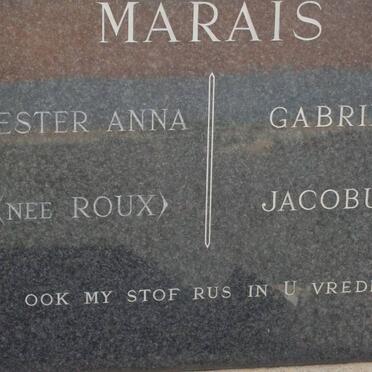 MARAIS
ESTER ANNA GABRI
(NEE ROUX) JACOBU
OOK MY STOF RUS IN U VRED